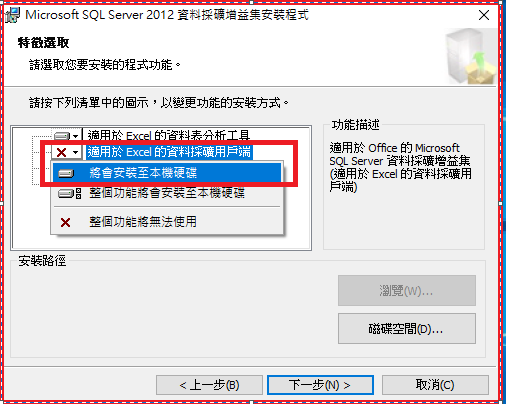 Microsoft SQL Server 2012 資料採礦增益集安裝程式
特徵選取
請選取您要安裝的程式功能。
請按下列清單中的圖示，以變更功能的安裝方式。
適用於 Excel 的資料表分析工具
適用於 Excel 的資料採礦用戶端
將會安裝至本機硬碟
整個功能將會安裝至本機硬碟
整個功能將無法使用
功能描述
適用於 Office 的 Microsoft
SQL Server 資料採礦增益集
(適用於 Excel 的資料採礦用
戶端)
安裝路徑
瀏覽(W)...
磁碟空間(D)...
< 上一步(B)
下一步(N) >
取消(C)